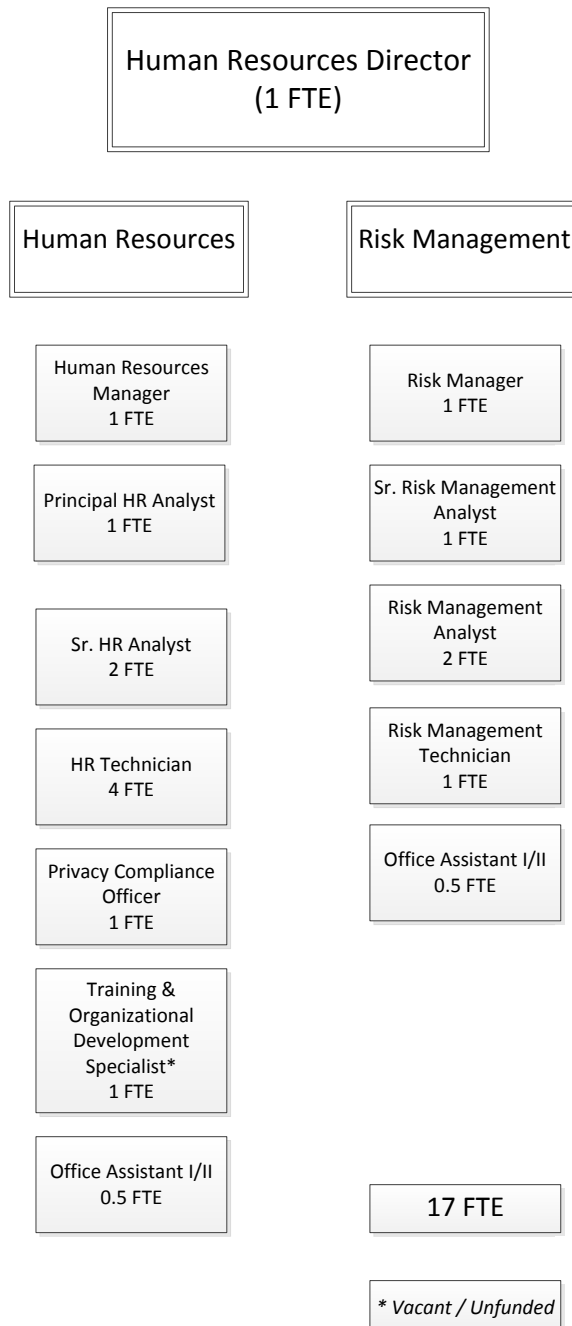 Human Resources Director
(1 FTE)
Human Resources
Human Resources
Manager
1 FTE
Principal HR Analyst
1 FTE
Sr. HR Analyst
2 FTE
HR Technician
4 FTE
Privacy Compliance
Officer
1 FTE
Training &
Organizational
Development
Specialist*
1 FTE
Office Assistant I/II
0.5 FTE
Risk Management
Risk Manager
1 FTE
Sr. Risk Management
Analyst
1 FTE
Risk Management
Analyst
2 FTE
Risk Management
Technician
1 FTE
Office Assistant I/II
0.5 FTE
17 FTE
* Vacant / Unfunded